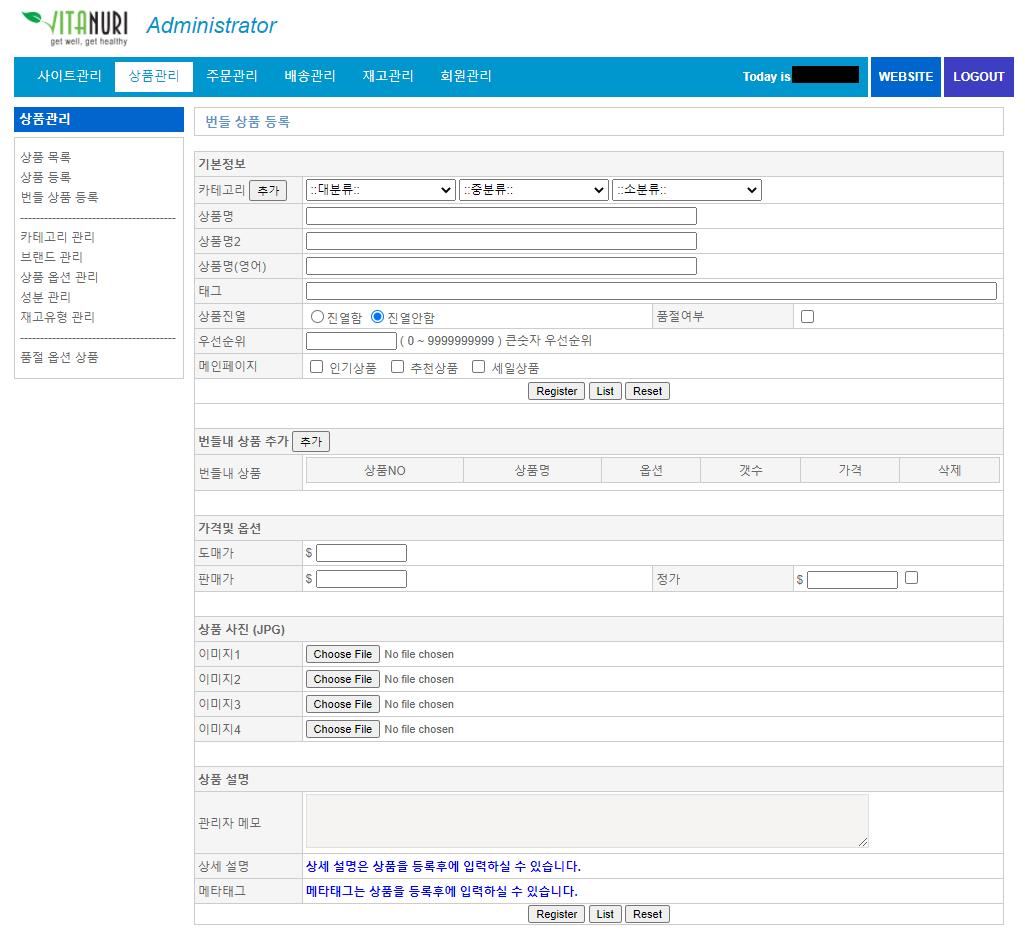 VITANURI
get well, get healthy
Administrator
사이트관리 상품관리 주문관리 배송관리 재고관리 회원관리 Today is WEBSITE LOGOUT
상품관리
상품 목록
상품 등록
번들 상품 등록
---------------------------------------
카테고리 관리
브랜드 관리
상품 옵션 관리
성분 관리
재고유형 관리
---------------------------------------
품절 옵션 상품
번들 상품 등록
기본정보
카테고리 추가 ::대분류:: ::중분류:: ::소분류::
상품명
상품명2
상품명(영어)
태그
상품진열 진열함 진열안함 품절여부
우선순위 ( 0 ~ 9999999999 ) 큰숫자 우선순위
메인페이지 인기상품 추천상품 세일상품
Register List Reset
번들내 상품 추가 추가
번들내 상품 상품NO 상품명 옵션 갯수 가격 삭제
가격및 옵션
도매가 $
판매가 $ 정가 $
상품 사진 (JPG)
이미지1 Choose File No file chosen
이미지2 Choose File No file chosen
이미지3 Choose File No file chosen
이미지4 Choose File No file chosen
상품 설명
관리자 메모
상세 설명 상세 설명은 상품을 등록후에 입력하실 수 있습니다.
메타태그 메타태그는 상품을 등록후에 입력하실 수 있습니다.
Register List Reset